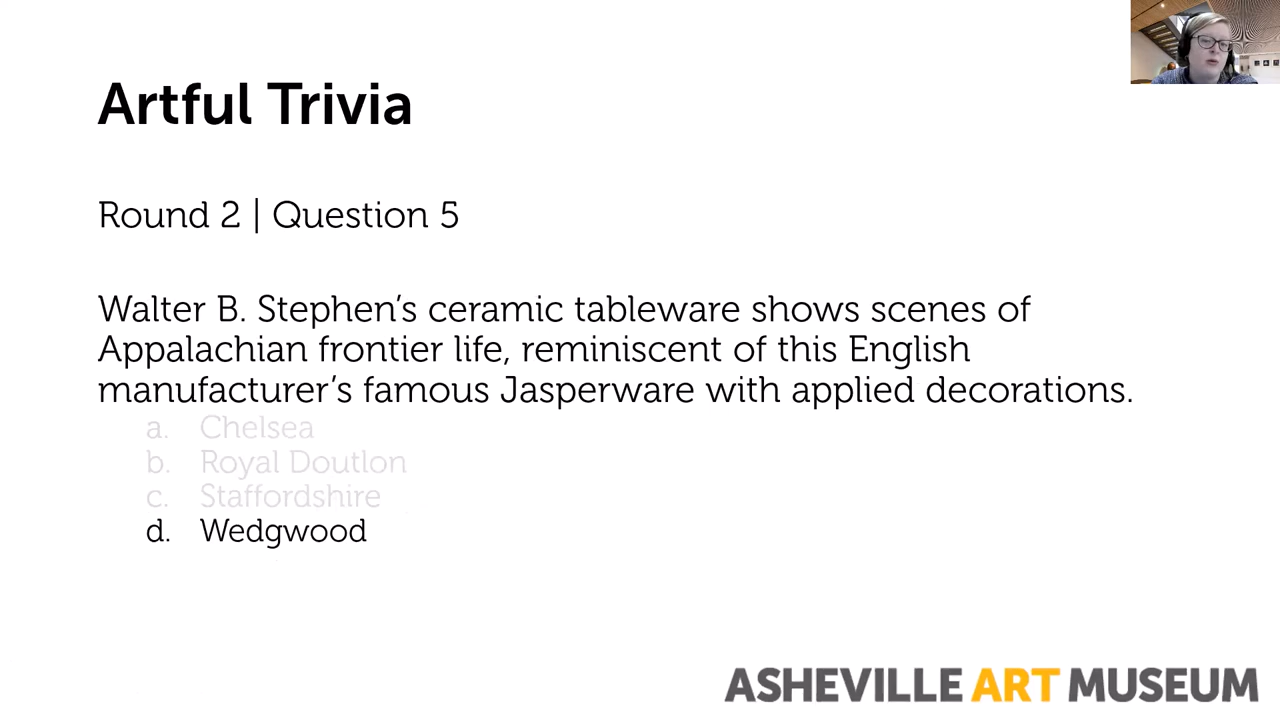 Artful Trivia
Round 2 | Question 5
Walter B. Stephen’s ceramic tableware shows scenes of
Appalachian frontier life, reminiscent of this English
manufacturer’s famous Jasperware with applied decorations.
a. Chelsea
b. Royal Doutlon
c. Staffordshire
d. Wedgwood
ASHEVILLE ART MUSEUM